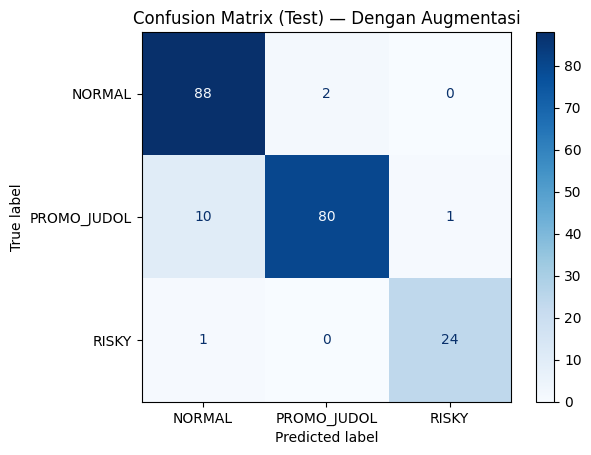 Confusion Matrix (Test) — Dengan Augmentasi
True label
NORMAL
88
2
0
PROMO_JUDOL
10
80
1
RISKY
1
0
24
NORMAL
PROMO_JUDOL
RISKY
Predicted label
80
70
60
50
40
30
20
10
0